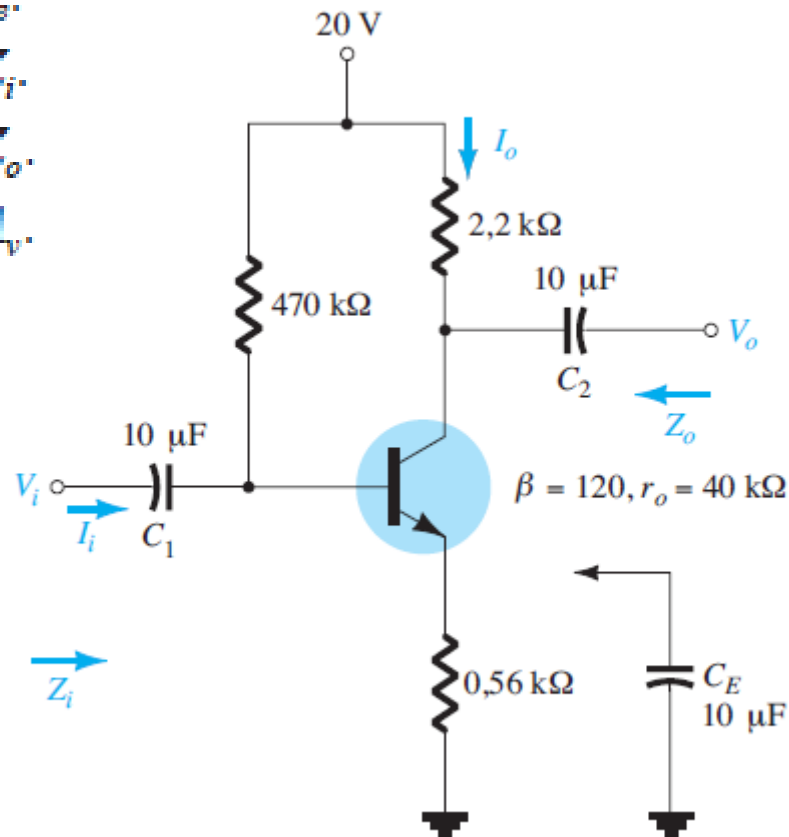 20 V
I_o
2,2 kΩ
10 μF
470 kΩ
V_o
C_2
Z_o
10 μF
V_i
β = 120, r_o = 40 kΩ
I_i
C_1
Z_i
0,56 kΩ
C_E
10 μF